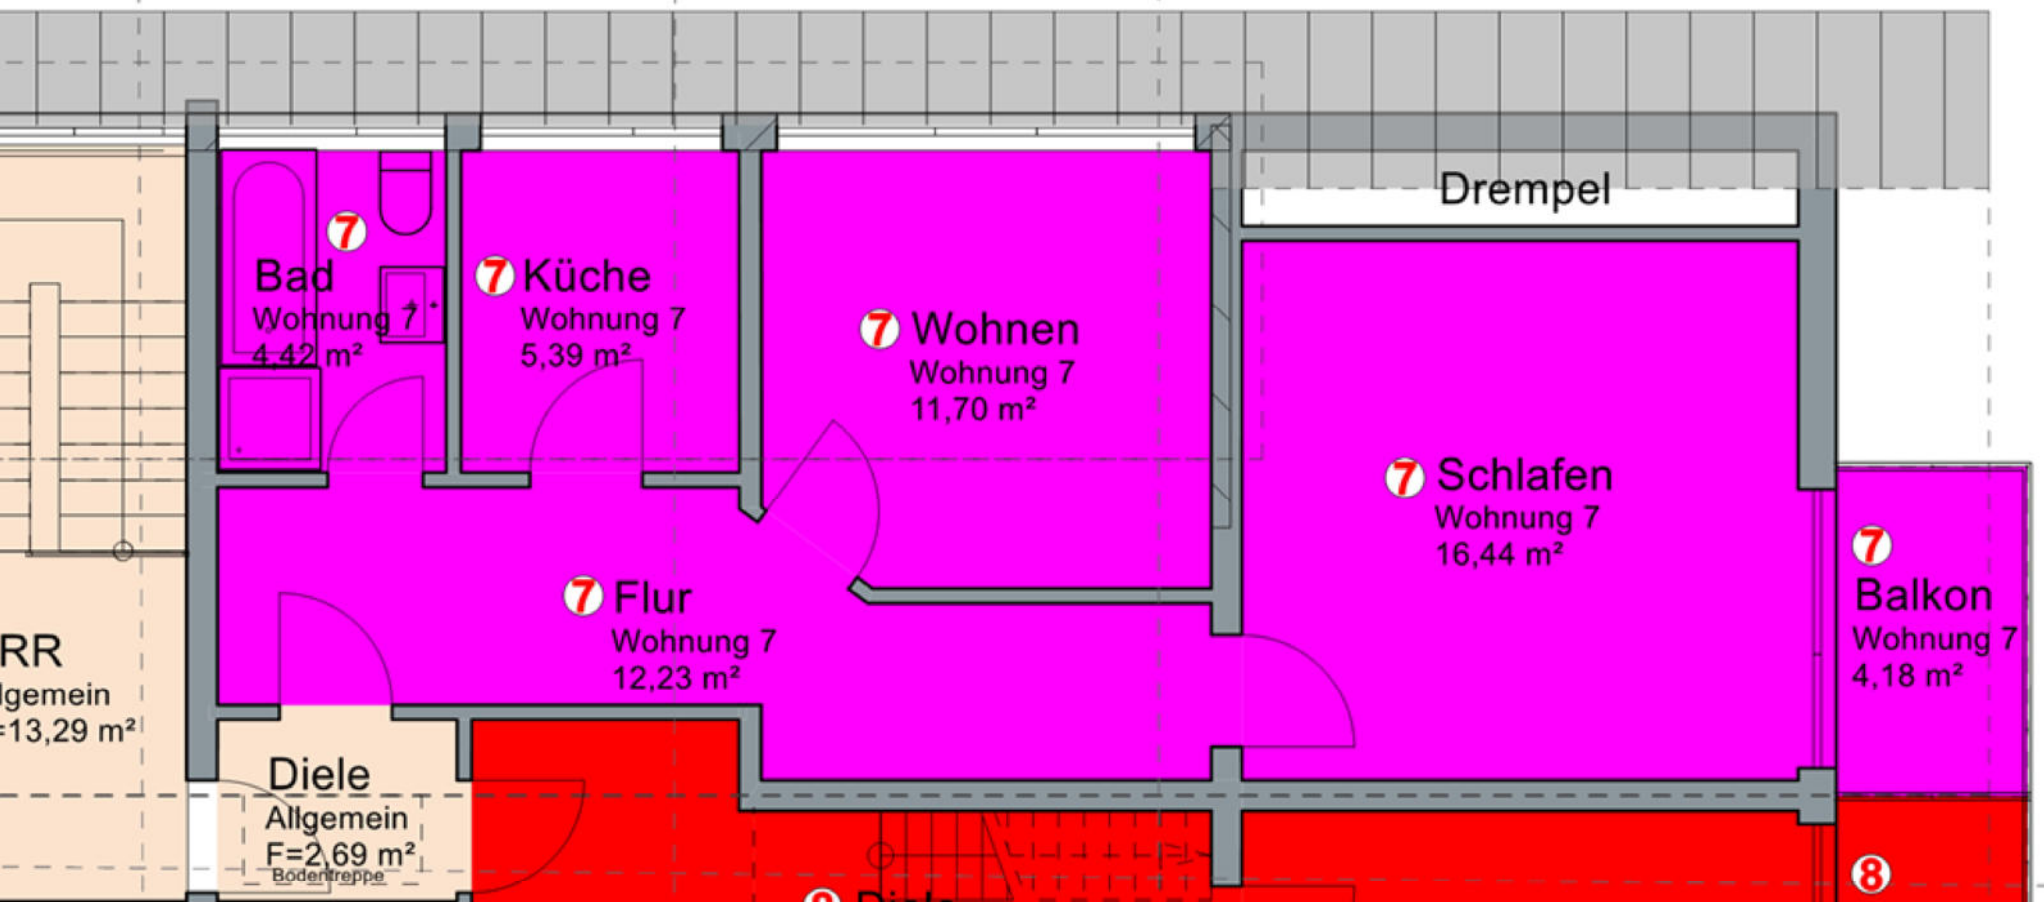 Drempel
7
Bad
Wohnung 7
4,42 m²
7 Küche
Wohnung 7
5,39 m²
7 Wohnen
Wohnung 7
11,70 m²
7 Schlafen
Wohnung 7
16,44 m²
7
Balkon
Wohnung 7
4,18 m²
7 Flur
Wohnung 7
12,23 m²
RR
lgemein
=13,29 m²
Diele
Allgemein
F=2,69 m²
Bodentreppe
8